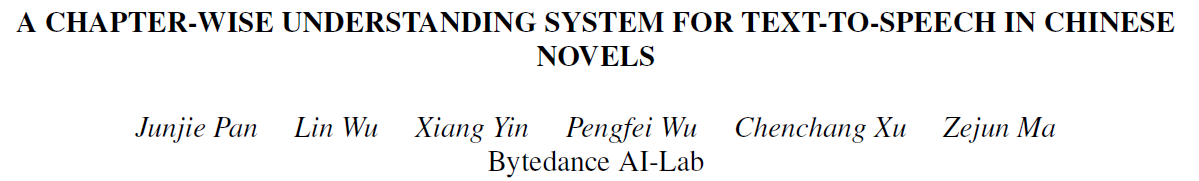 A CHAPTER-WISE UNDERSTANDING SYSTEM FOR TEXT-TO-SPEECH IN CHINESE
NOVELS
Junjie Pan Lin Wu Xiang Yin Pengfei Wu Chenchang Xu Zejun Ma
Bytedance AI-Lab